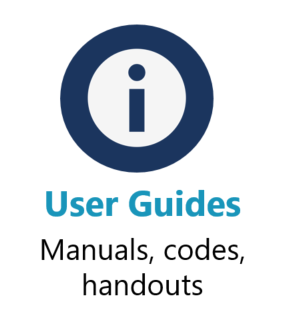 User Guides
Manuals, codes,
handouts